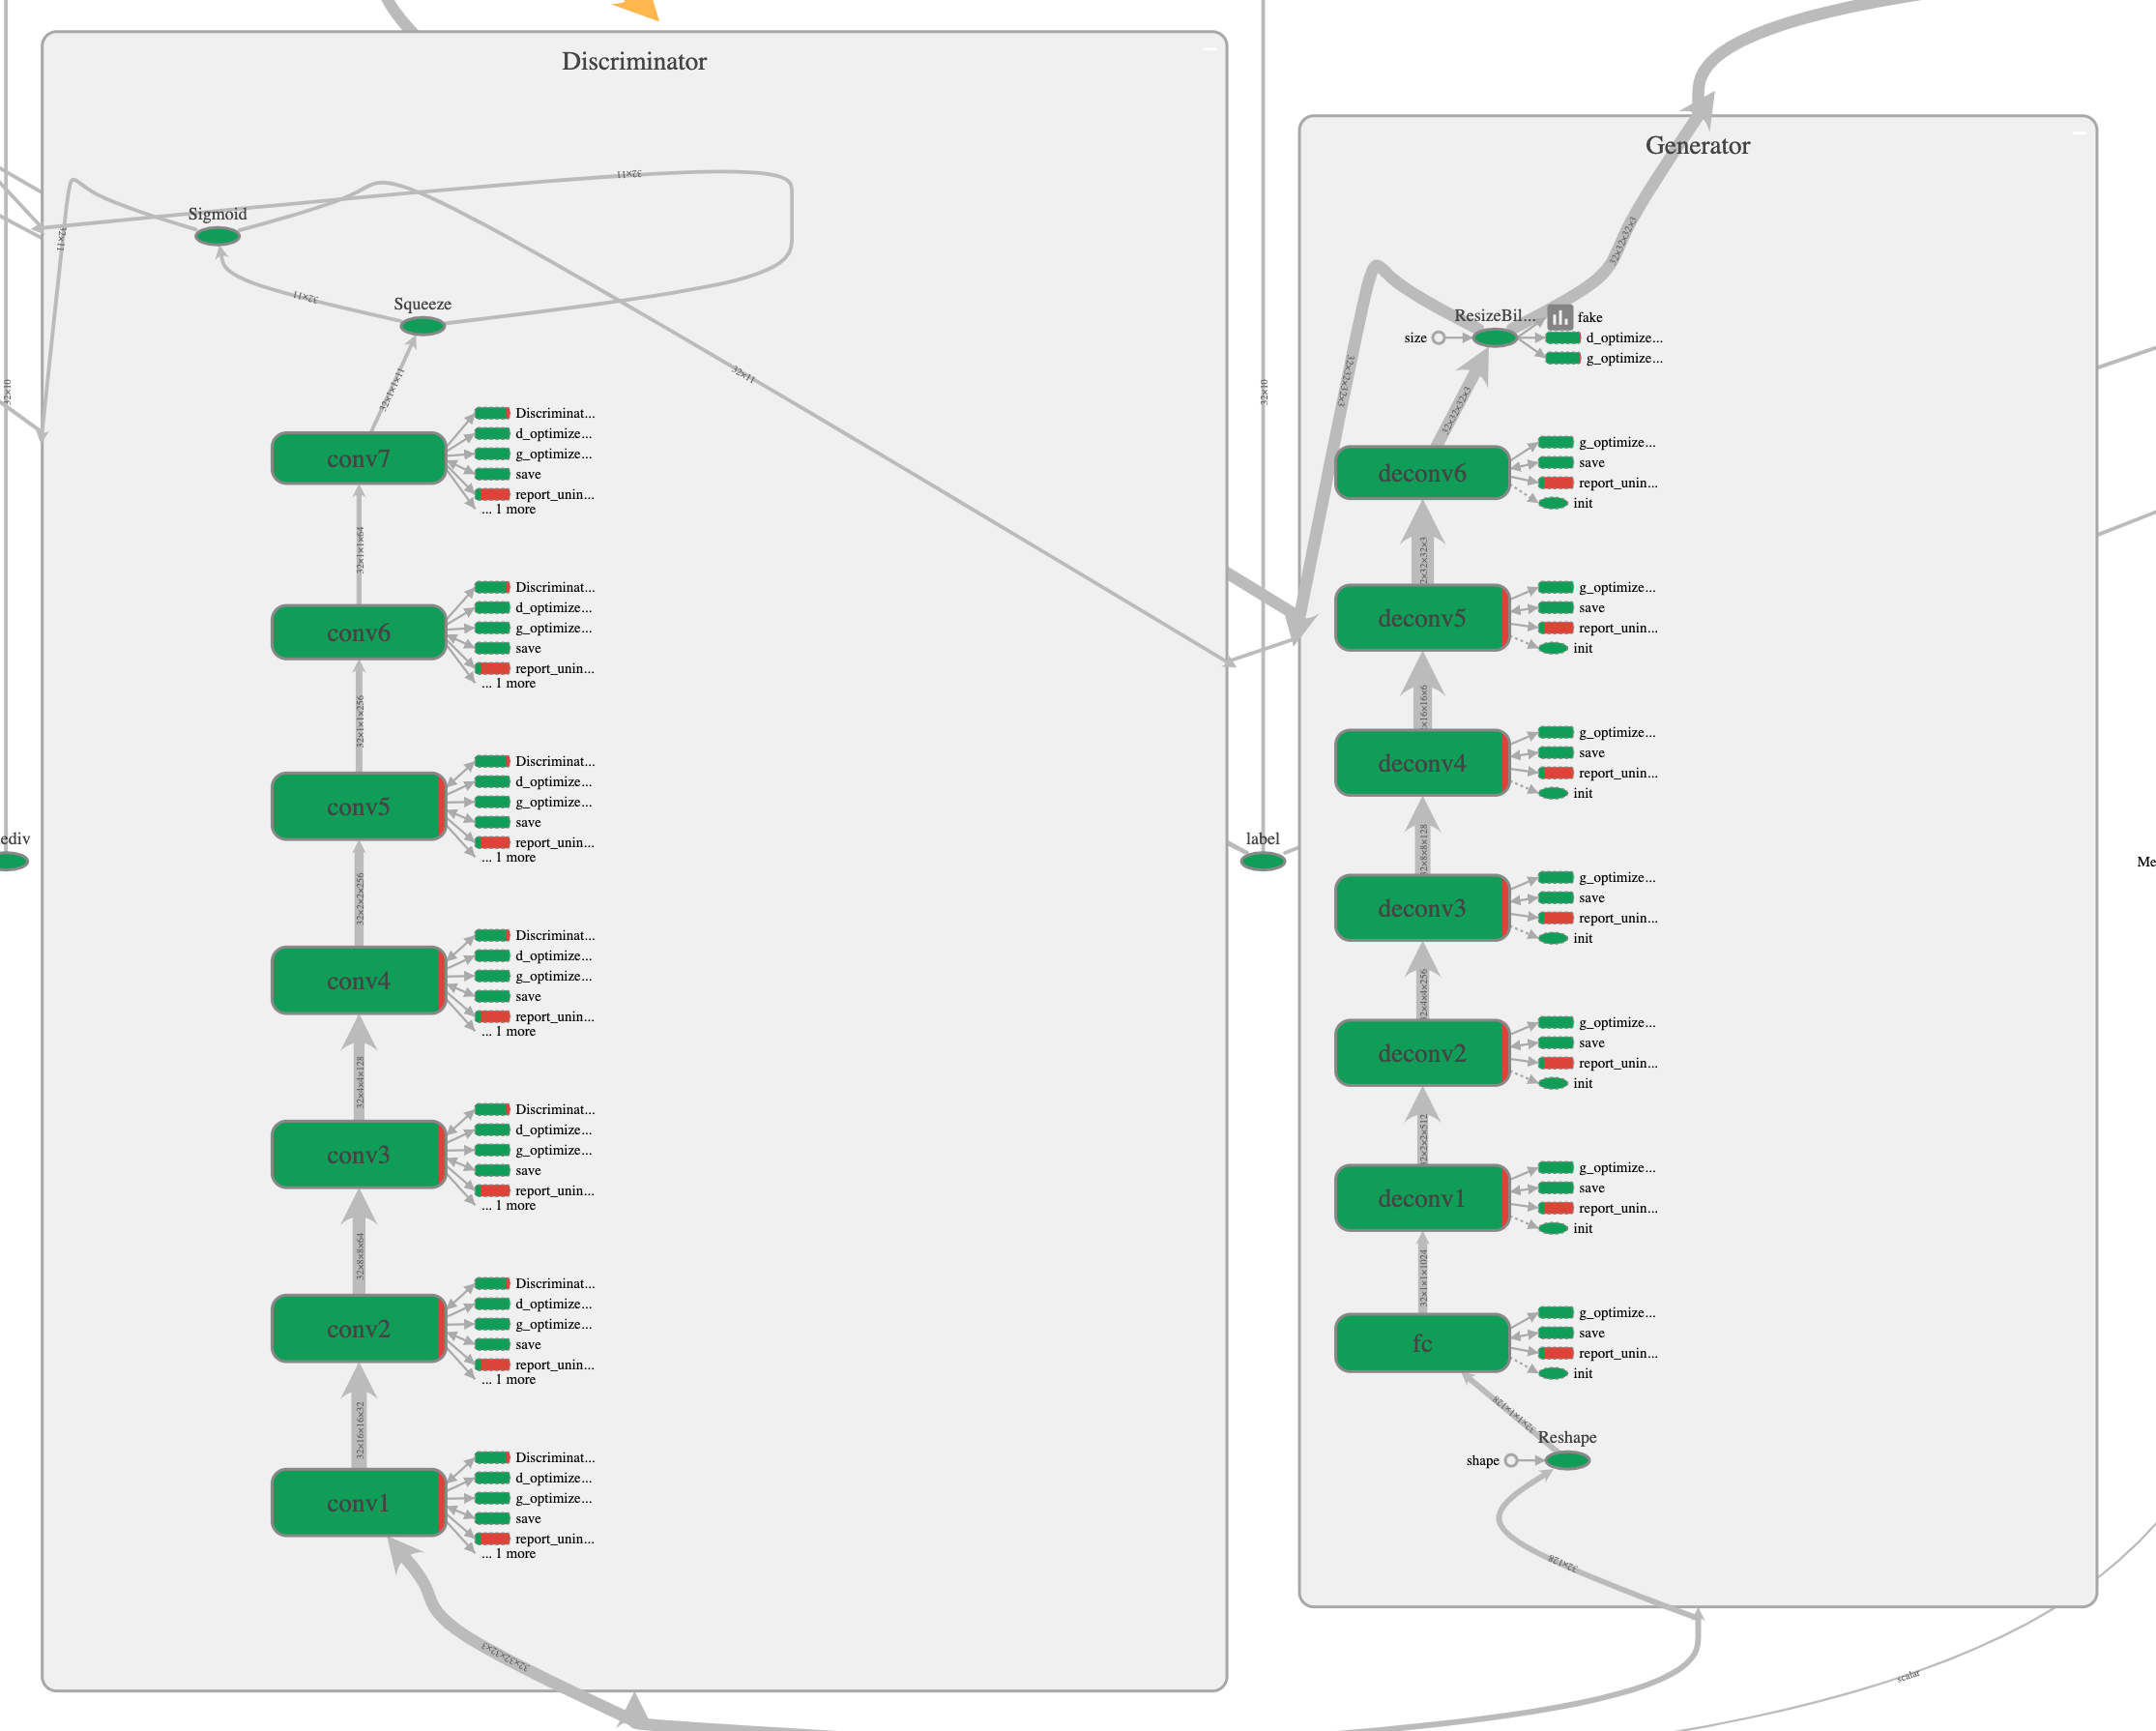 Discriminator
32×11
Sigmoid
32×11
32×11
Squeeze
32×11
32×1×1×11
32×10
conv7
Discriminat...
d_optimize...
g_optimize...
save
report_unin...
... 1 more
32×1×1×64
conv6
Discriminat...
d_optimize...
g_optimize...
save
report_unin...
... 1 more
32×1×1×256
conv5
Discriminat...
d_optimize...
g_optimize...
save
report_unin...
... 1 more
ediv
32×2×2×256
conv4
Discriminat...
d_optimize...
g_optimize...
save
report_unin...
... 1 more
32×4×4×128
conv3
Discriminat...
d_optimize...
g_optimize...
save
report_unin...
... 1 more
32×8×8×64
conv2
Discriminat...
d_optimize...
g_optimize...
save
report_unin...
... 1 more
32×16×16×32
conv1
Discriminat...
d_optimize...
g_optimize...
save
report_unin...
... 1 more
32×32×32×3
32×10
label
Generator
32×32×32×3
ResizeBil...
size
fake
d_optimize...
g_optimize...
32×32×32×3
32×32×32×3
deconv6
g_optimize...
save
report_unin...
init
2×32×32×3
deconv5
g_optimize...
save
report_unin...
init
×16×16×6
deconv4
g_optimize...
save
report_unin...
init
32×8×8×128
deconv3
g_optimize...
save
report_unin...
init
32×4×4×256
deconv2
g_optimize...
save
report_unin...
init
32×2×2×512
deconv1
g_optimize...
save
report_unin...
init
32×1×1×1024
fc
g_optimize...
save
report_unin...
init
32×1×1×128
Reshape
shape
32×128
scalar
Me